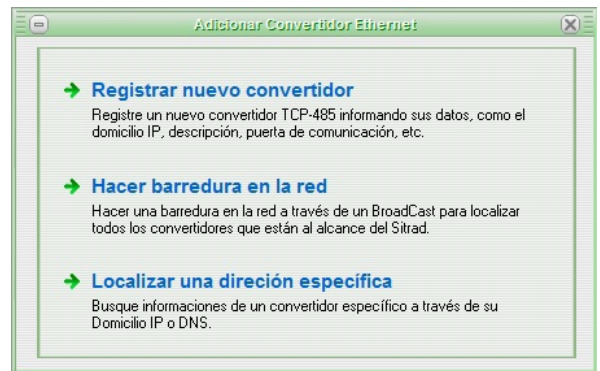 Adicionar Convertidor Ethernet
Registrar nuevo convertidor
Registre un nuevo convertidor TCP-485 informando sus datos, como el
domicilio IP, descripción, puerta de comunicación, etc.
Hacer barredura en la red
Hacer una barredura en la red a través de un BroadCast para localizar
todos los convertidores que están al alcance del Sitrad.
Localizar una direción específica
Busque informaciones de un convertidor específico a través de su
Domicilio IP o DNS.